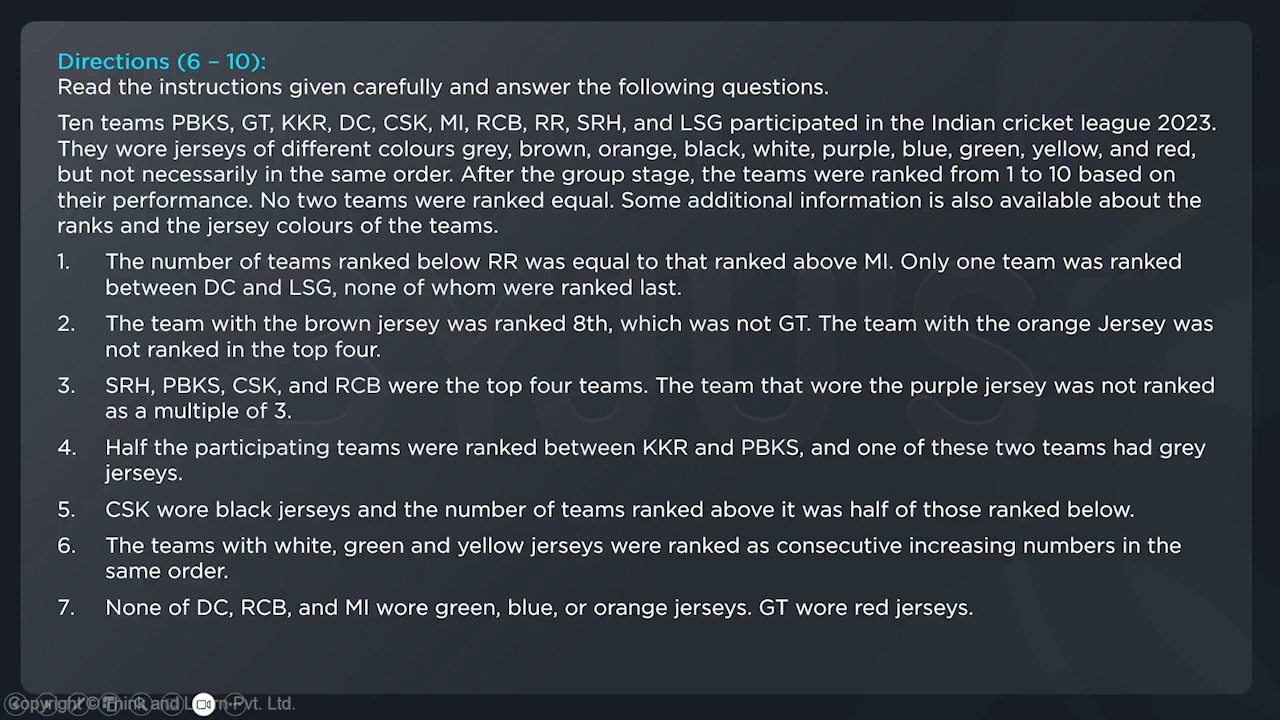 Directions (6 – 10):
Read the instructions given carefully and answer the following questions.
Ten teams PBKS, GT, KKR, DC, CSK, MI, RCB, RR, SRH, and LSG participated in the Indian cricket league 2023.
They wore jerseys of different colours grey, brown, orange, black, white, purple, blue, green, yellow, and red,
but not necessarily in the same order. After the group stage, the teams were ranked from 1 to 10 based on
their performance. No two teams were ranked equal. Some additional information is also available about the
ranks and the jersey colours of the teams.
1. The number of teams ranked below RR was equal to that ranked above MI. Only one team was ranked
between DC and LSG, none of whom were ranked last.
2. The team with the brown jersey was ranked 8th, which was not GT. The team with the orange Jersey was
not ranked in the top four.
3. SRH, PBKS, CSK, and RCB were the top four teams. The team that wore the purple jersey was not ranked
as a multiple of 3.
4. Half the participating teams were ranked between KKR and PBKS, and one of these two teams had grey
jerseys.
5. CSK wore black jerseys and the number of teams ranked above it was half of those ranked below.
6. The teams with white, green and yellow jerseys were ranked as consecutive increasing numbers in the
same order.
7. None of DC, RCB, and MI wore green, blue, or orange jerseys. GT wore red jerseys.
Copyright © Think and Learn Pvt. Ltd.